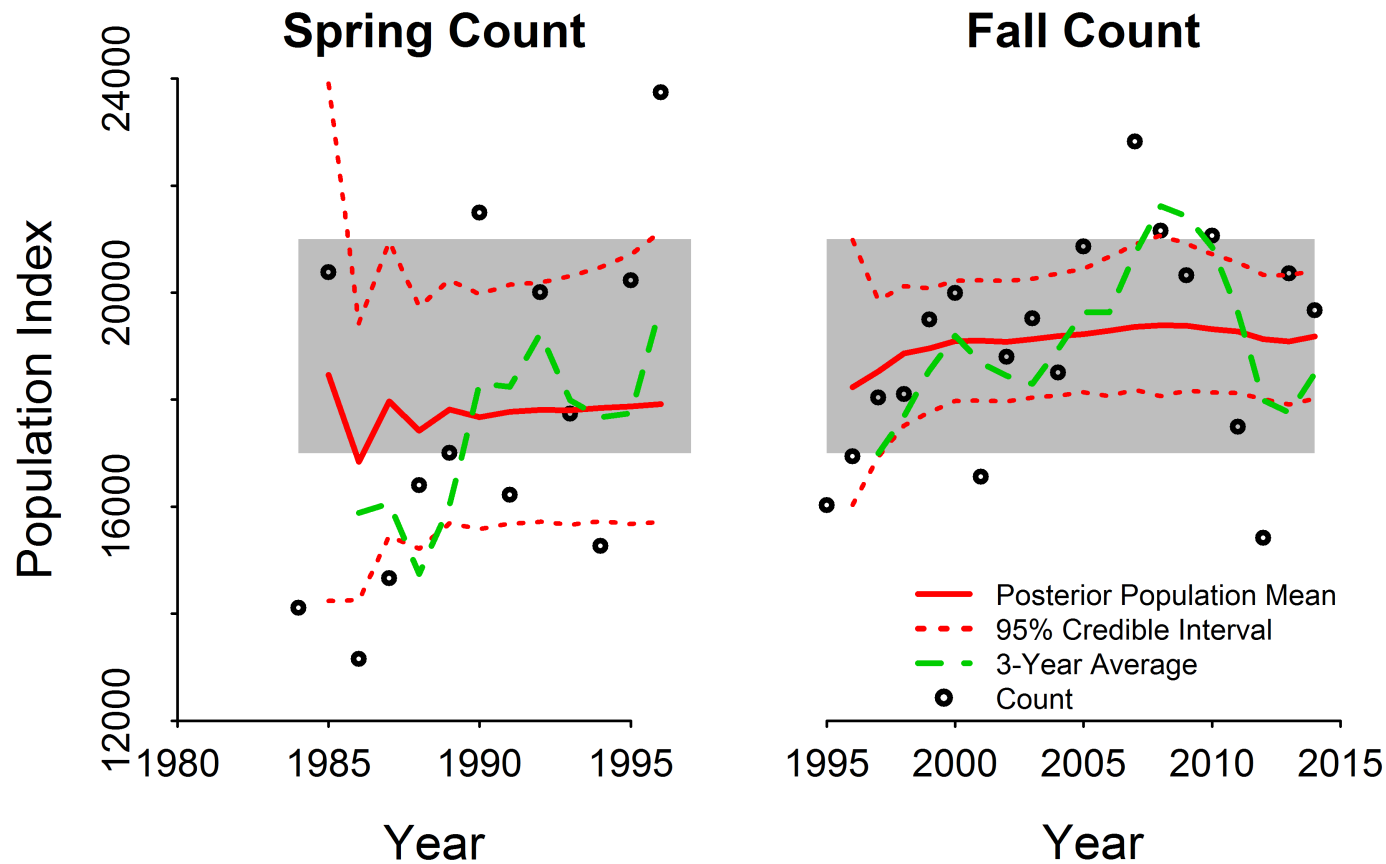 Spring Count
Fall Count
Population Index
24000
20000
16000
12000
1980 1985 1990 1995
1995 2000 2005 2010 2015
Year
Year
Posterior Population Mean
95% Credible Interval
3-Year Average
Count